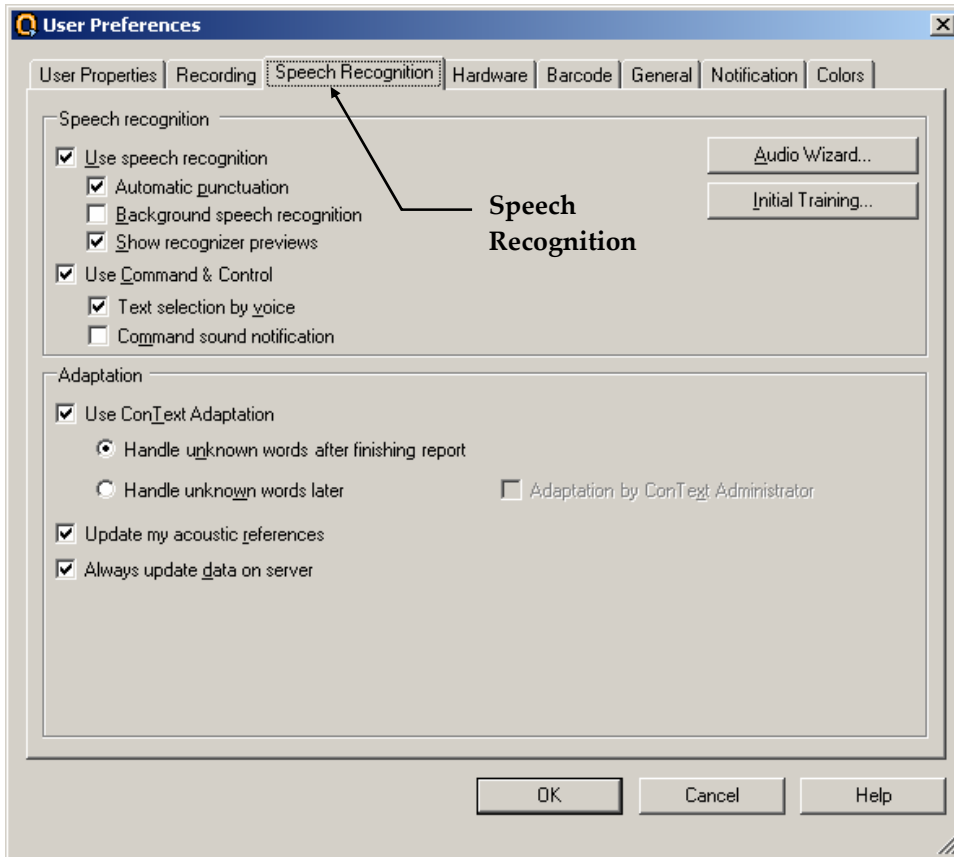 User Preferences
User Properties Recording Speech Recognition Hardware Barcode General Notification Colors
Speech recognition
Use speech recognition
Audio Wizard...
Automatic punctuation
Initial Training...
Background speech recognition
Speech
Recognition
Show recognizer previews
Use Command & Control
Text selection by voice
Command sound notification
Adaptation
Use ConText Adaptation
Handle unknown words after finishing report
Handle unknown words later Adaptation by ConText Administrator
Update my acoustic references
Always update data on server
OK Cancel Help